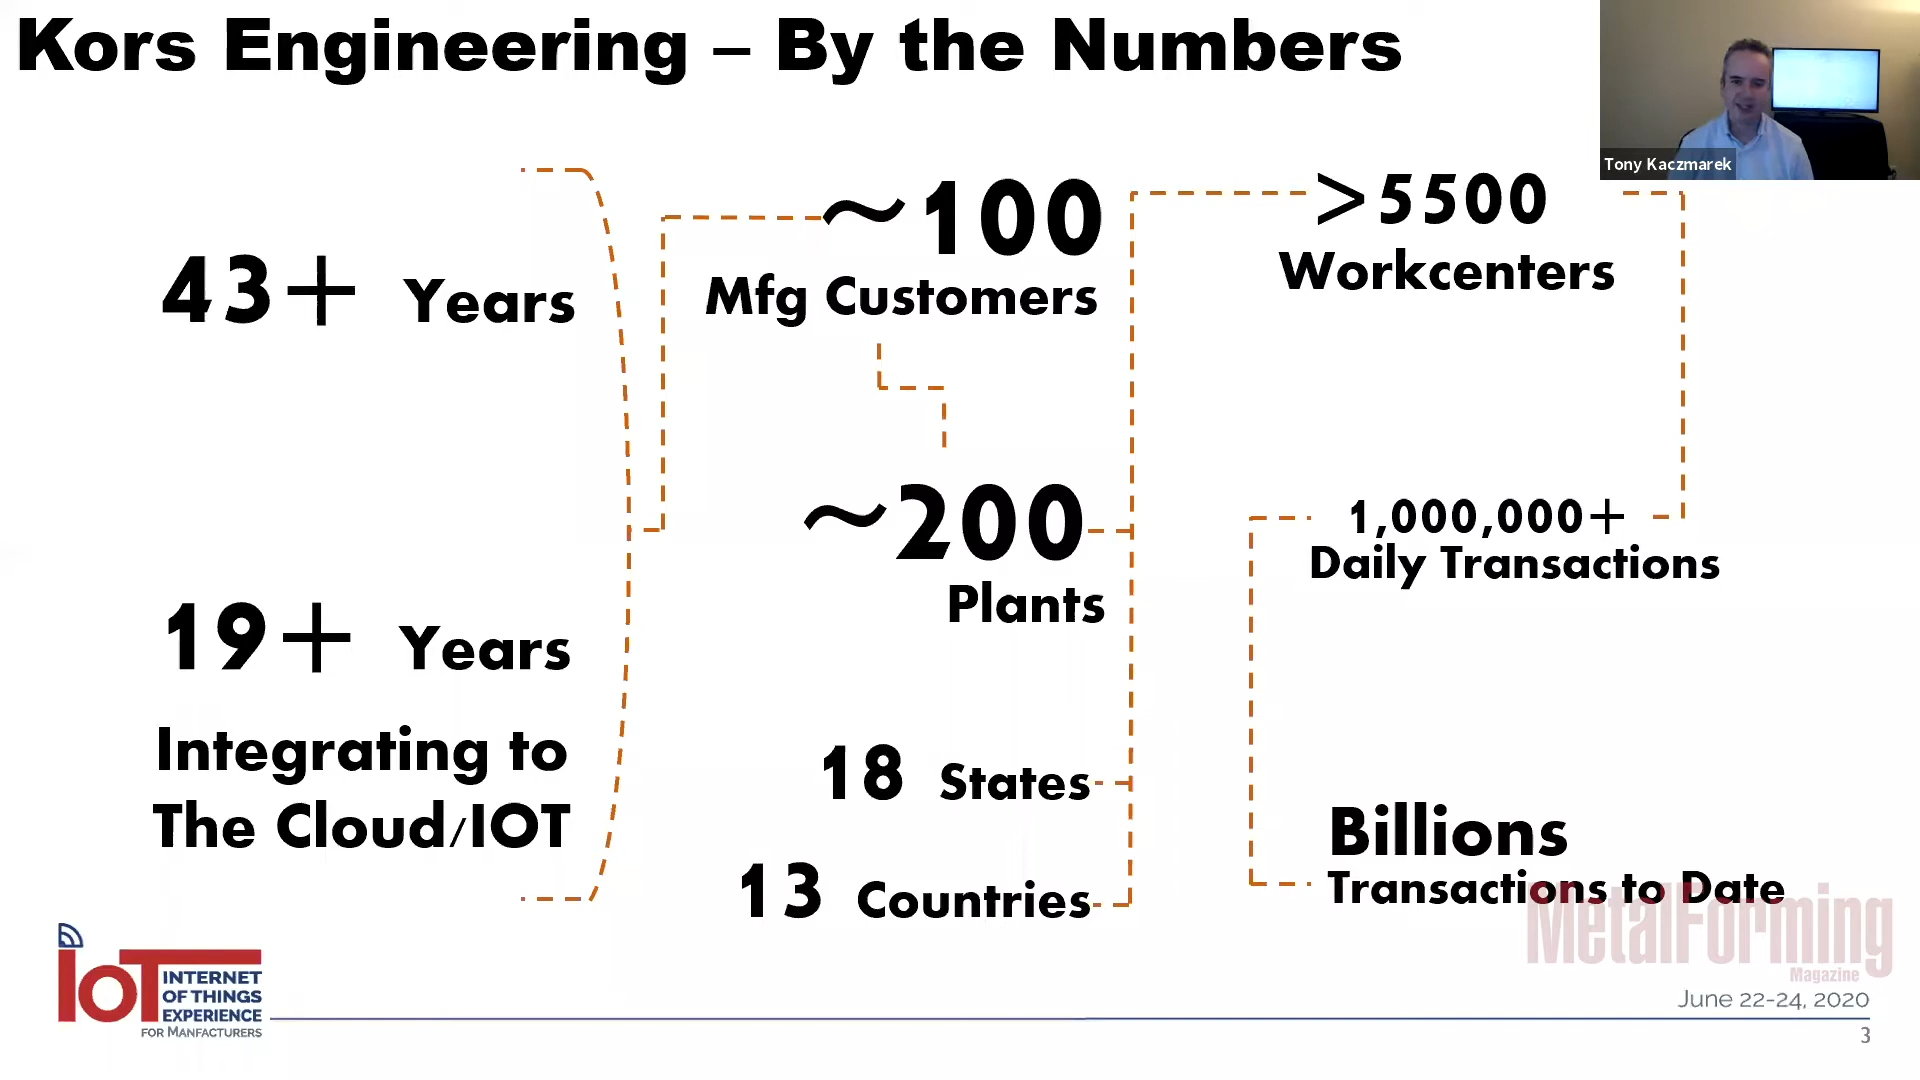 Kors Engineering – By the Numbers
Tony Kaczmarek
43+ Years
19+ Years
Integrating to
The Cloud/IOT
~100
Mfg Customers
~200
Plants
18 States
13 Countries
>5500
Workcenters
1,000,000+
Daily Transactions
Billions
Transactions to Date
IoT INTERNET
OF THINGS
EXPERIENCE
FOR MANFACTURERS
MetalForming
Magazine
June 22-24, 2020
3